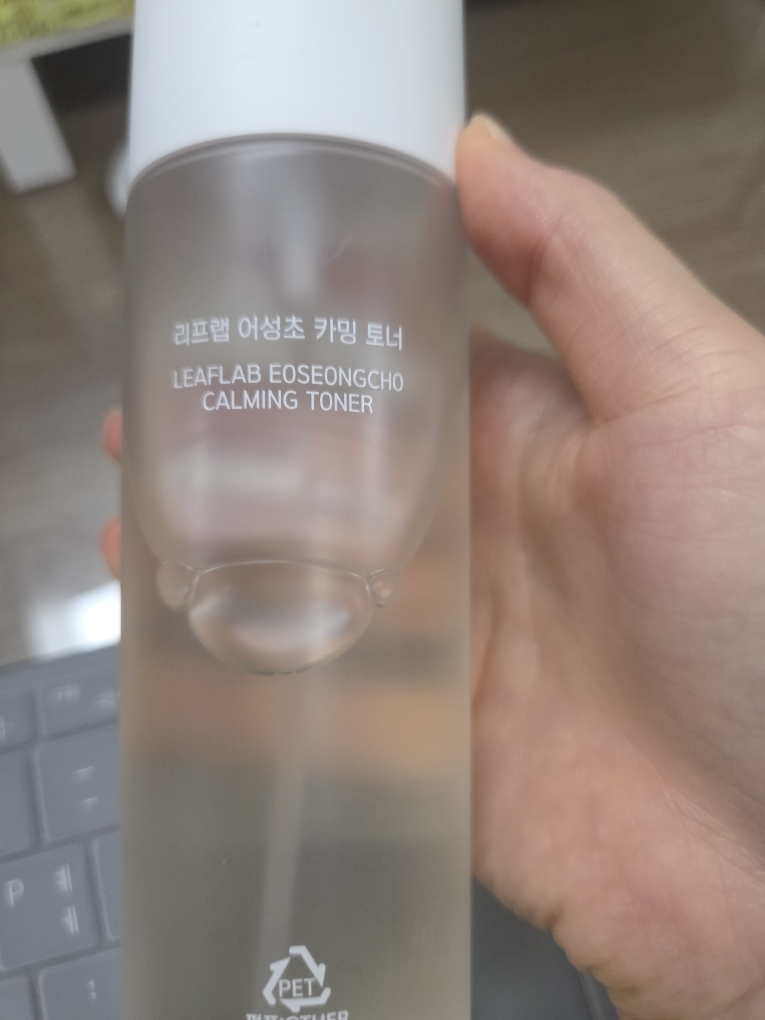 리프랩 어성초 카밍 토너
LEAFLAB EOSEONGCHO
CALMING TONER
PET
P ㅔ
ㅖ